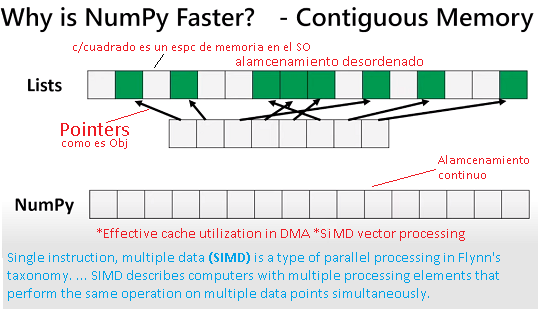 Why is NumPy Faster? - Contiguous Memory
c/cuadrado es un espc de memoria en el SO
alamcenamiento desordenado
Lists
Pointers
como es Obj
Alamcenamiento
continuo
NumPy
*Effective cache utilization in DMA *SiMD vector processing
Single instruction, multiple data (SIMD) is a type of parallel processing in Flynn's
taxonomy. ... SIMD describes computers with multiple processing elements that
perform the same operation on multiple data points simultaneously.